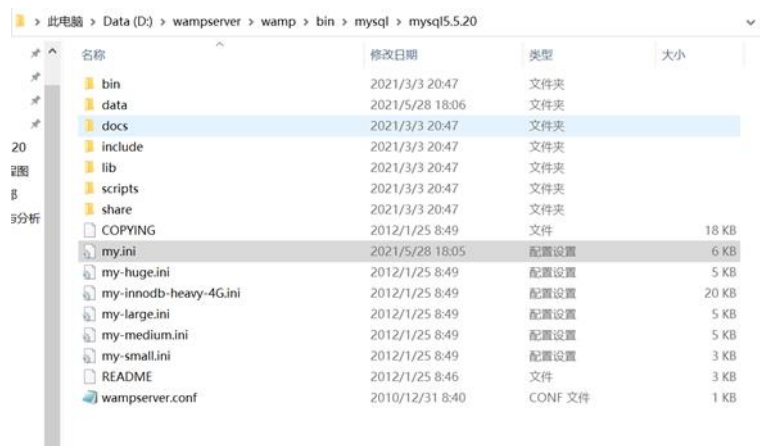 此电脑 > Data (D:) > wampserver > wamp > bin > mysql > mysql5.5.20
名称 修改日期 类型 大小
bin 2021/3/3 20:47 文件夹
data 2021/5/28 18:06 文件夹
docs 2021/3/3 20:47 文件夹
20 include 2021/3/3 20:47 文件夹
程图 lib 2021/3/3 20:47 文件夹
scripts 2021/3/3 20:47 文件夹
与分析 share 2021/3/3 20:47 文件夹
COPYING 2012/1/25 8:49 文件 18 KB
my.ini 2021/5/28 18:05 配置设置 6 KB
my-huge.ini 2012/1/25 8:49 配置设置 5 KB
my-innodb-heavy-4G.ini 2012/1/25 8:49 配置设置 20 KB
my-large.ini 2012/1/25 8:49 配置设置 5 KB
my-medium.ini 2012/1/25 8:49 配置设置 5 KB
my-small.ini 2012/1/25 8:49 配置设置 3 KB
README 2012/1/25 8:46 文件 3 KB
wampserver.conf 2010/12/31 8:40 CONF 文件 1 KB